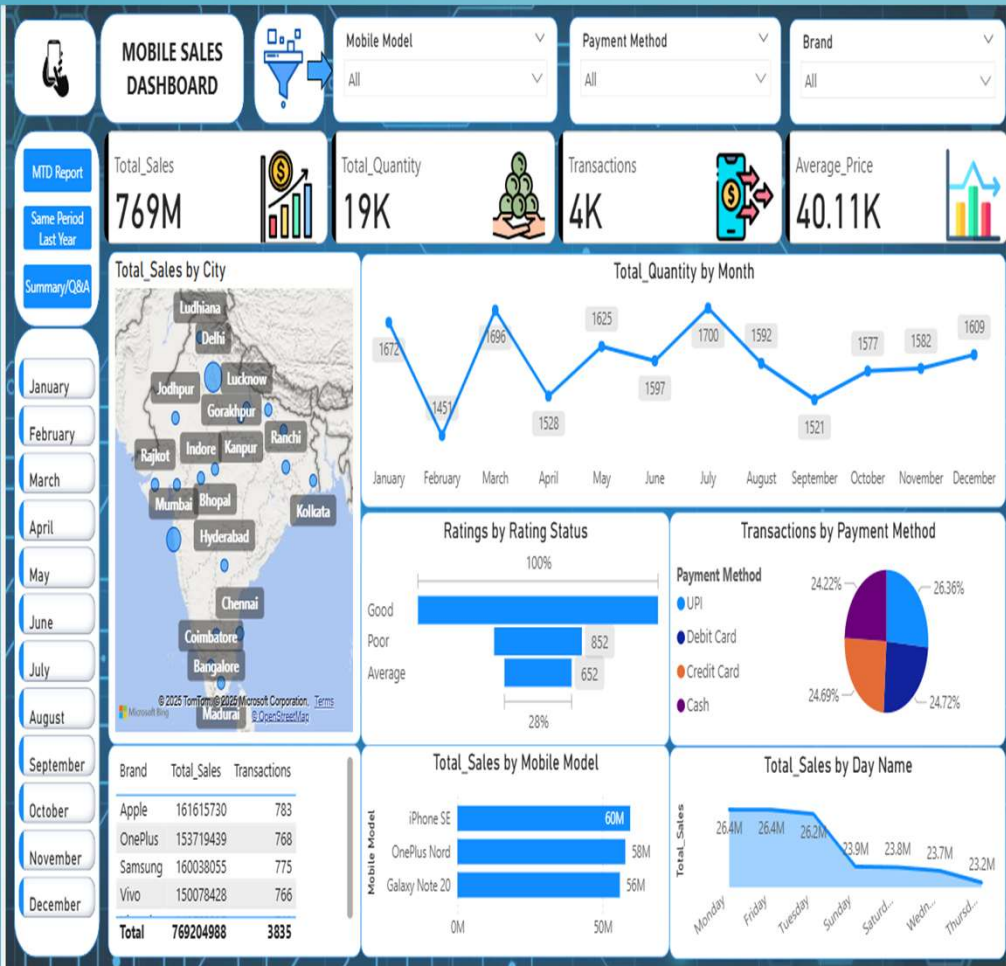 MOBILE SALES
DASHBOARD
Mobile Model
All
Payment Method
All
Brand
All
MTD Report
Same Period
Last Year
Summary/Q&A
Total_Sales
769M
Total_Quantity
19K
Transactions
4K
Average_Price
40.11K
January
February
March
April
May
June
July
August
September
October
November
December
Total_Sales by City
Ludhiana
Delhi
Lucknow
Jodhpur
Gorakhpur
Ranchi
Rajkot
Indore
Kanpur
Mumbai
Bhopal
Kolkata
Hyderabad
Chennai
Coimbatore
Bangalore
Madurai
© 2025 TomTom, © 2025 Microsoft Corporation, Terms
© OpenStreetMap
Microsoft Bing
Total_Quantity by Month
1672
1451
1696
1528
1625
1597
1700
1592
1521
1577
1582
1609
January February March April May June July August September October November December
Ratings by Rating Status
100%
Good
Poor
852
Average
652
28%
Transactions by Payment Method
Payment Method
UPI
Debit Card
Credit Card
Cash
24.22%
26.36%
24.69%
24.72%
Brand Total_Sales Transactions
Apple 161615730 783
OnePlus 153719439 768
Samsung 160038055 775
Vivo 150078428 766
Total 769204988 3835
Total_Sales by Mobile Model
Mobile Model
iPhone SE 60M
OnePlus Nord 58M
Galaxy Note 20 56M
0M 50M
Total_Sales by Day Name
Total_Sales
26.4M 26.4M 26.2M 23.9M 23.8M 23.7M 23.2M
Monday Friday Tuesday Sunday Saturd... Wedn... Thursd...